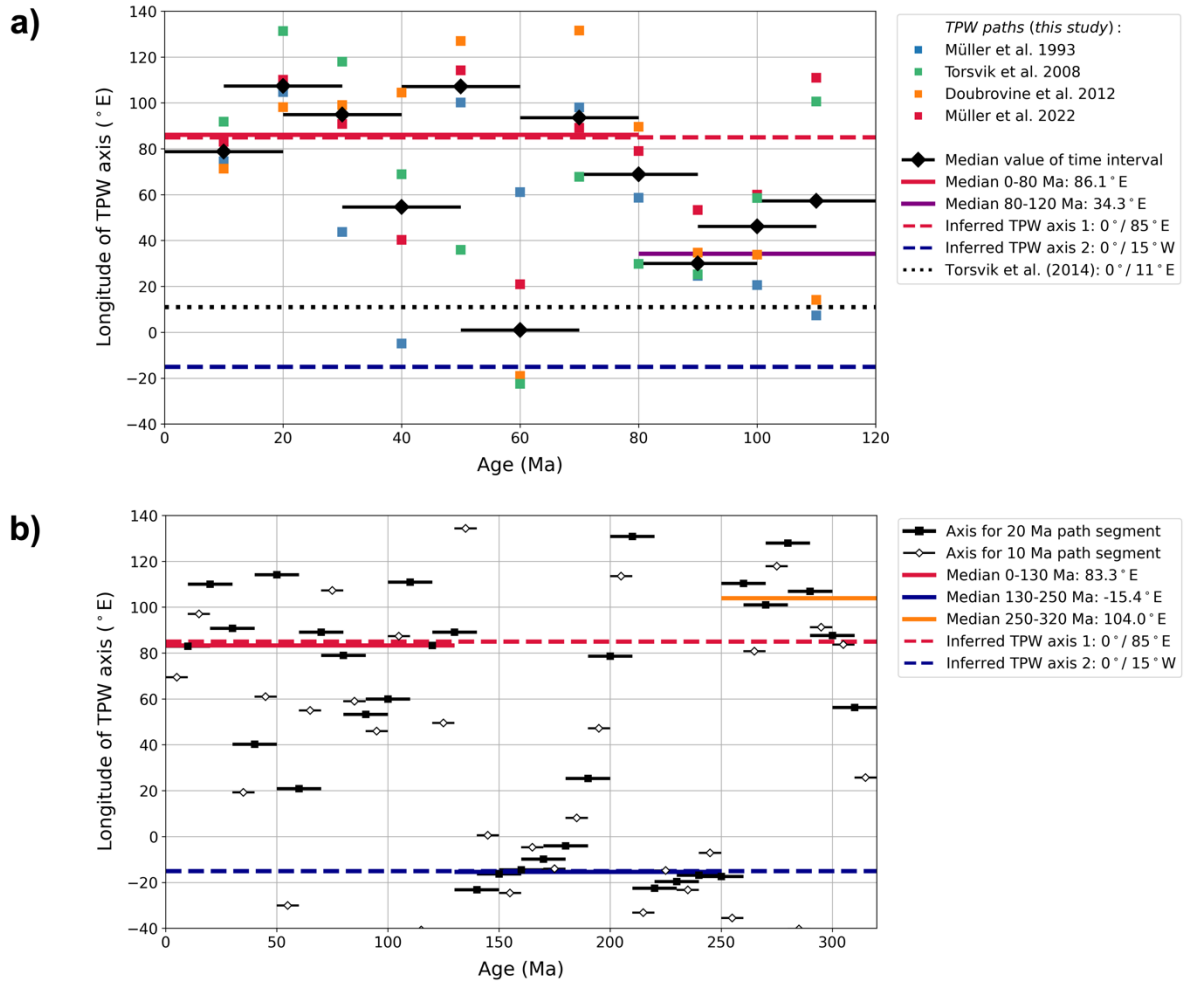 a)
140
120
100
80
60
40
20
0
−20
−40
Longitude of TPW axis (°E)
0
20
40
60
80
100
120
Age (Ma)
TPW paths (this study):
Müller et al. 1993
Torsvik et al. 2008
Doubrovine et al. 2012
Müller et al. 2022
Median value of time interval
Median 0-80 Ma: 86.1°E
Median 80-120 Ma: 34.3°E
Inferred TPW axis 1: 0°/ 85°E
Inferred TPW axis 2: 0°/ 15°W
Torsvik et al. (2014): 0°/ 11°E
b)
140
120
100
80
60
40
20
0
−20
−40
Longitude of TPW axis (°E)
0
50
100
150
200
250
300
Age (Ma)
Axis for 20 Ma path segment
Axis for 10 Ma path segment
Median 0-130 Ma: 83.3°E
Median 130-250 Ma: -15.4°E
Median 250-320 Ma: 104.0°E
Inferred TPW axis 1: 0°/ 85°E
Inferred TPW axis 2: 0°/ 15°W